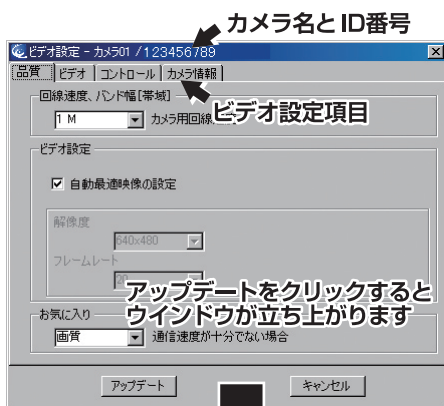 カメラ名とID番号
ビデオ設定 - カメラ01 / 123456789
品質 ビデオ コントロール カメラ情報
ビデオ設定項目
回線速度、バンド幅[帯域]
1 M カメラ用回線
ビデオ設定
自動最適映像の設定
解像度
640x480
フレームレート
20
アップデートをクリックすると
ウインドウが立ち上がります
お気に入り
画質 通信速度が十分でない場合
アップデート キャンセル